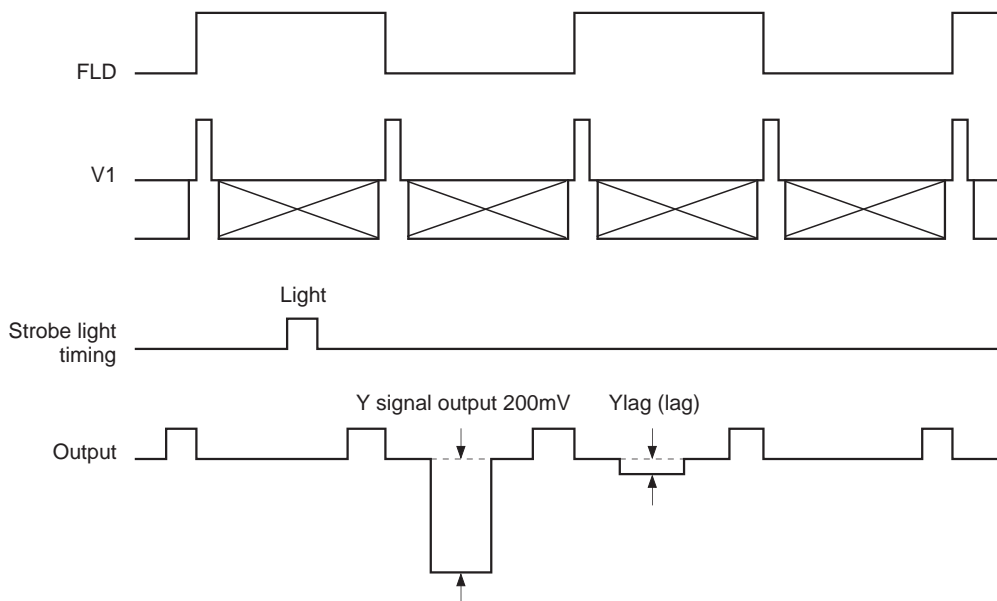 FLD
V1
Light
Strobe light
timing
Y signal output 200mV Ylag (lag)
Output